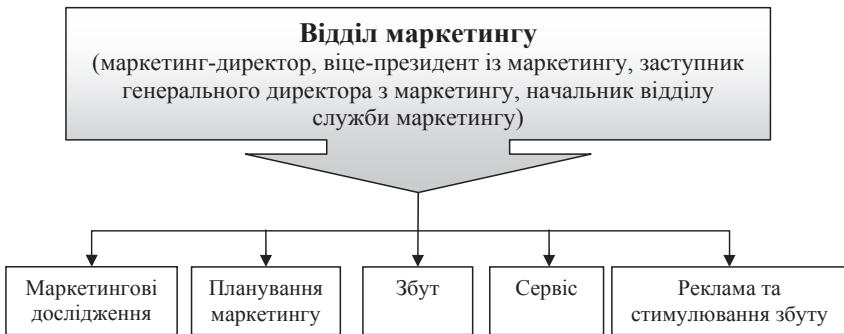 Відділ маркетингу
(маркетинг-директор, віце-президент із маркетингу, заступник
генерального директора з маркетингу, начальник відділу
служби маркетингу)
Маркетингові
дослідження
Планування
маркетингу
Збут
Сервіс
Реклама та
стимулювання збуту